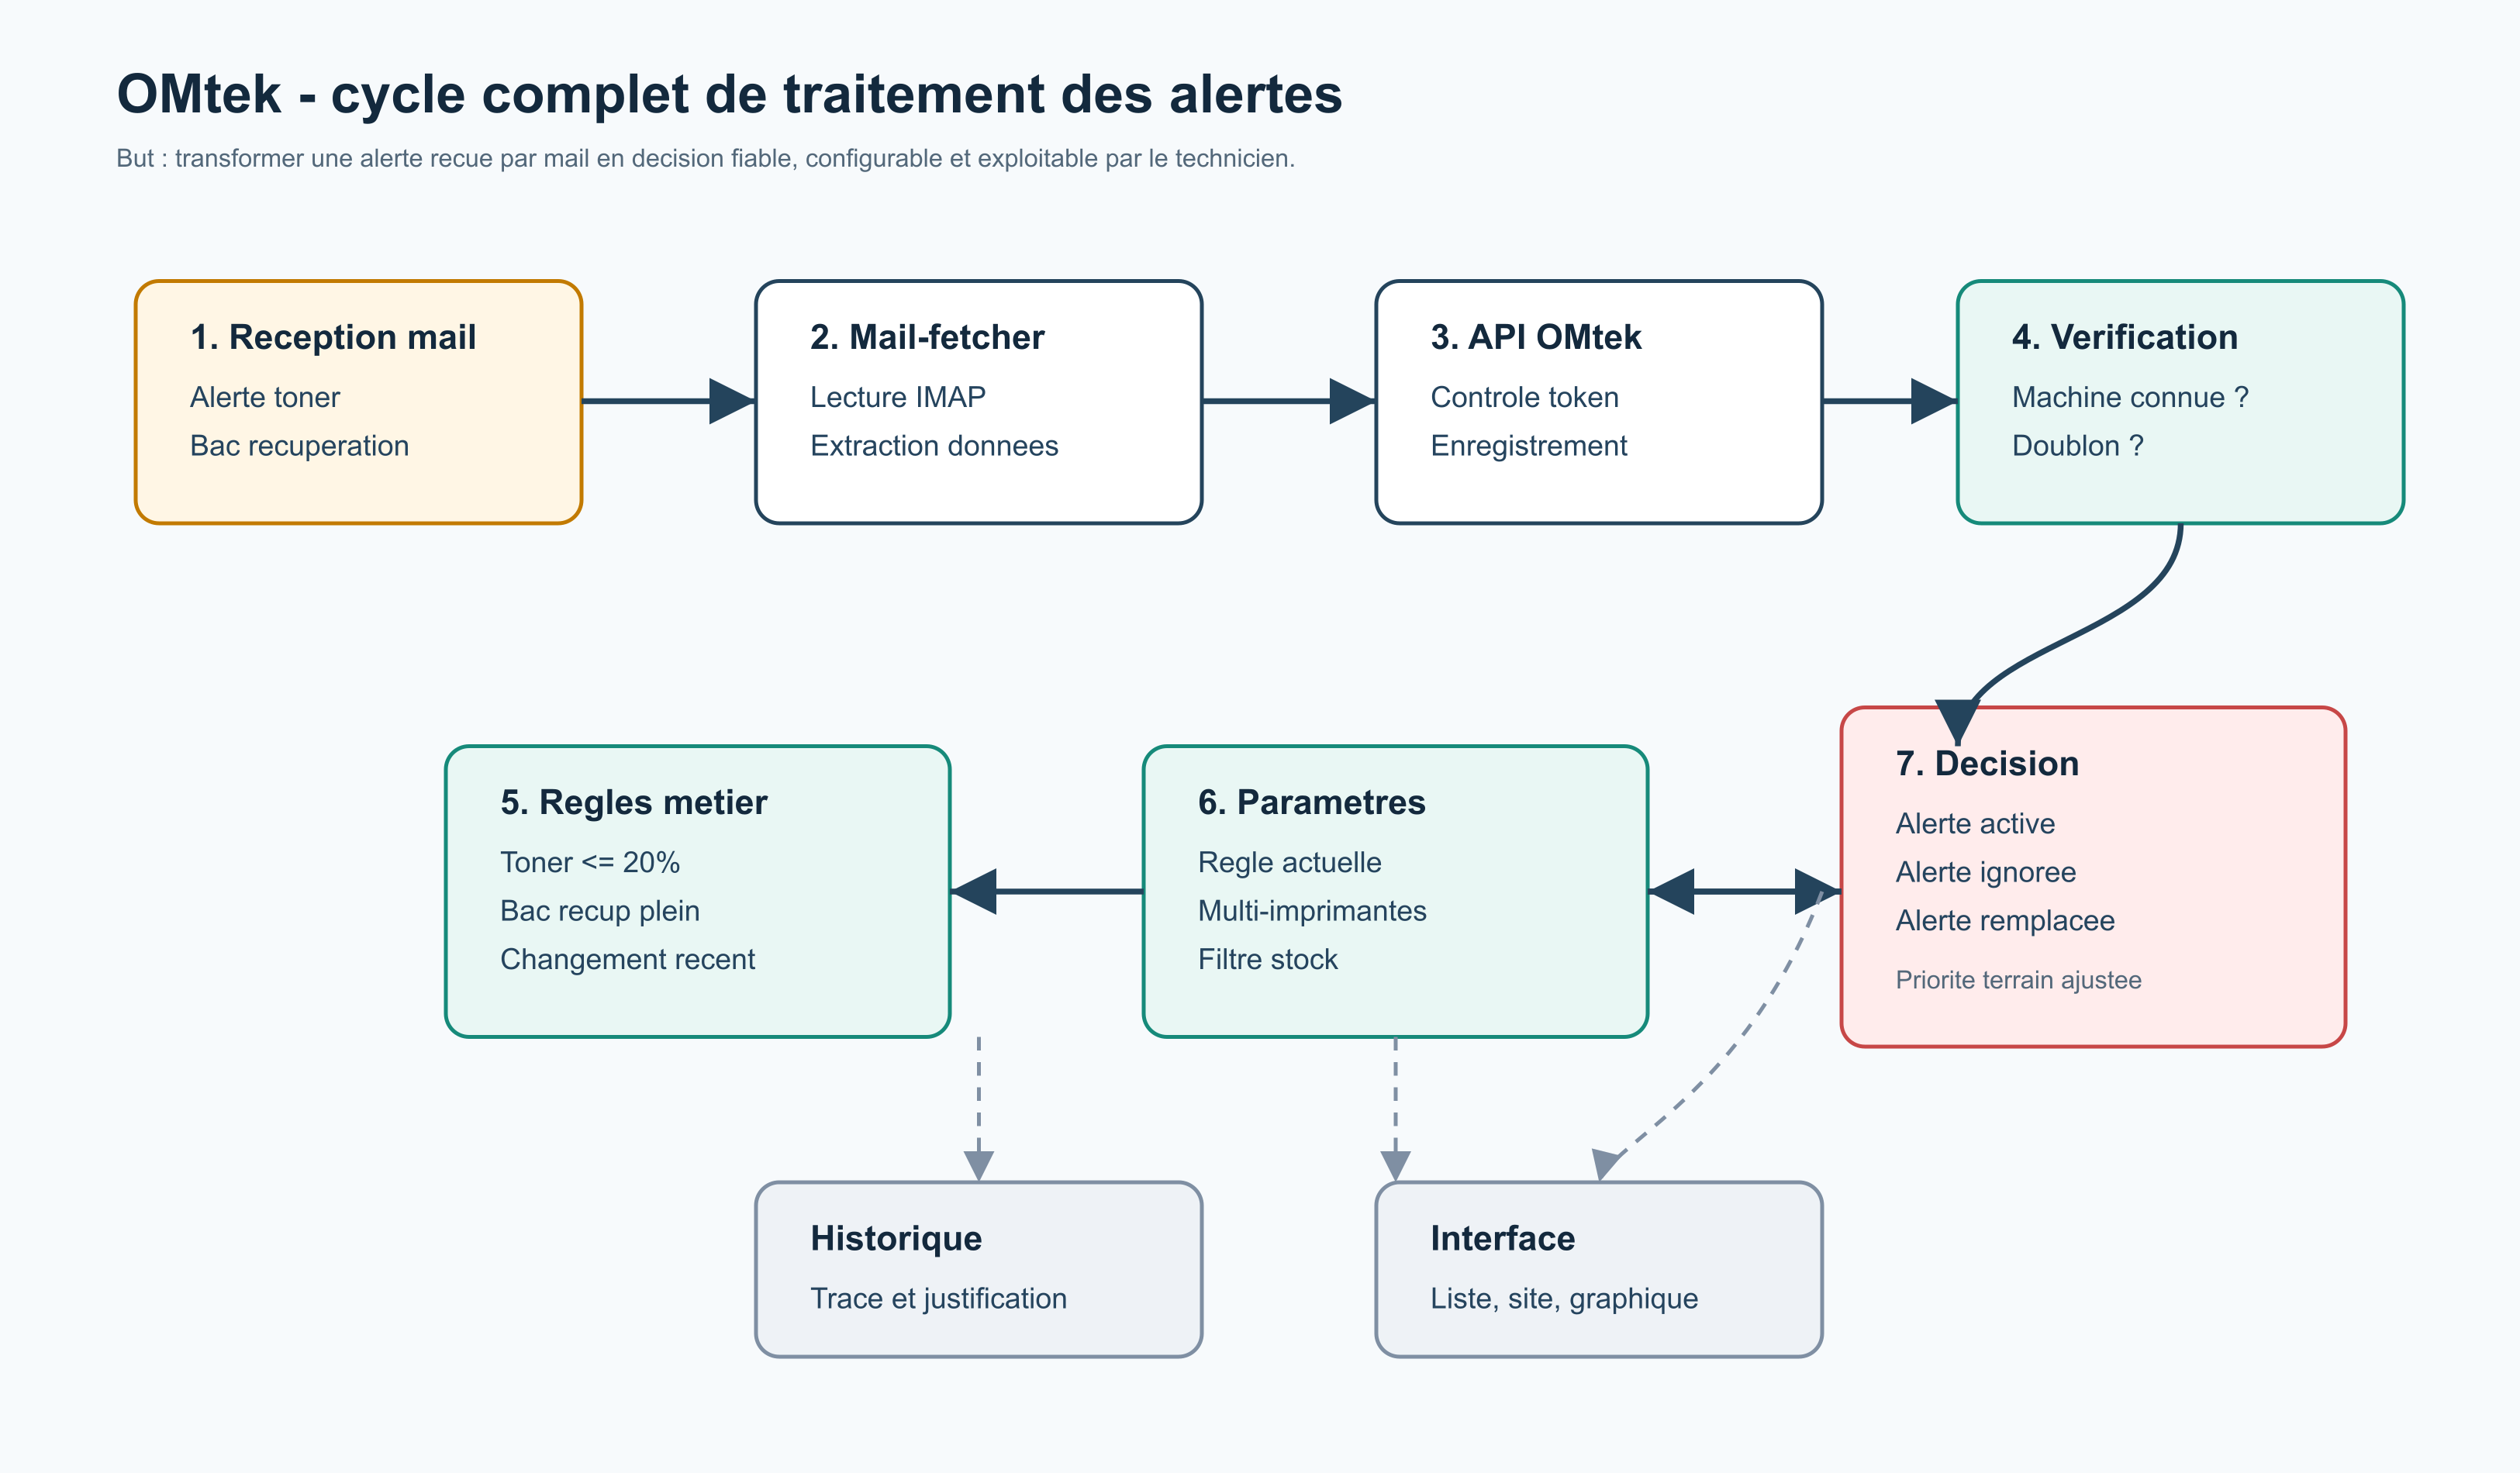 OMtek - cycle complet de traitement des alertes
But : transformer une alerte recue par mail en decision fiable, configurable et exploitable par le technicien.
1. Reception mail
Alerte toner
Bac recuperation
2. Mail-fetcher
Lecture IMAP
Extraction donnees
3. API OMtek
Controle token
Enregistrement
4. Verification
Machine connue ?
Doublon ?
5. Regles metier
Toner <= 20%
Bac recup plein
Changement recent
6. Parametres
Regle actuelle
Multi-imprimantes
Filtre stock
7. Decision
Alerte active
Alerte ignoree
Alerte remplacee
Priorite terrain ajustee
Historique
Trace et justification
Interface
Liste, site, graphique